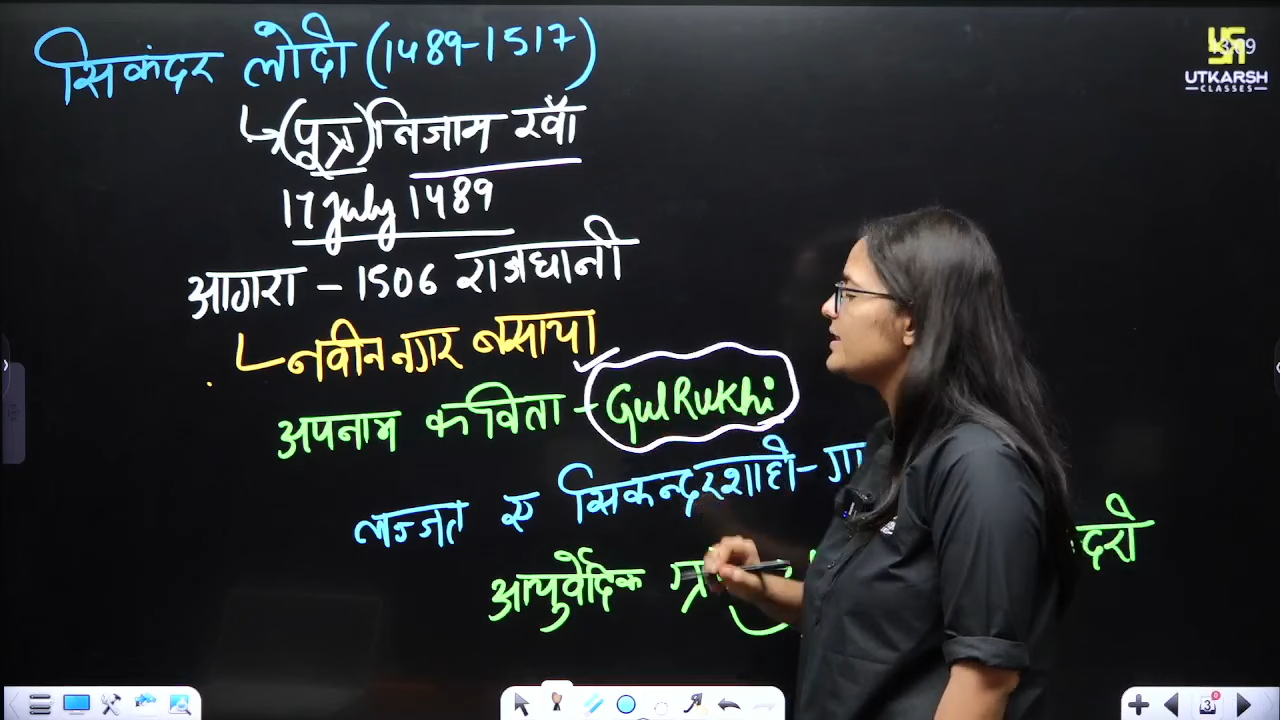 सिकंदर लोदी (1489-1517)
UTKARSH
CLASSES
↳(पुत्र) निजाम खाँ
17 July 1489
आगरा - 1506 राजधानी
नवीन नगर बसाया
अपनाम कविता - GulRukhi
लज्जत ए सिकन्दरशाही - गा
आयुर्वेदिक
दरी